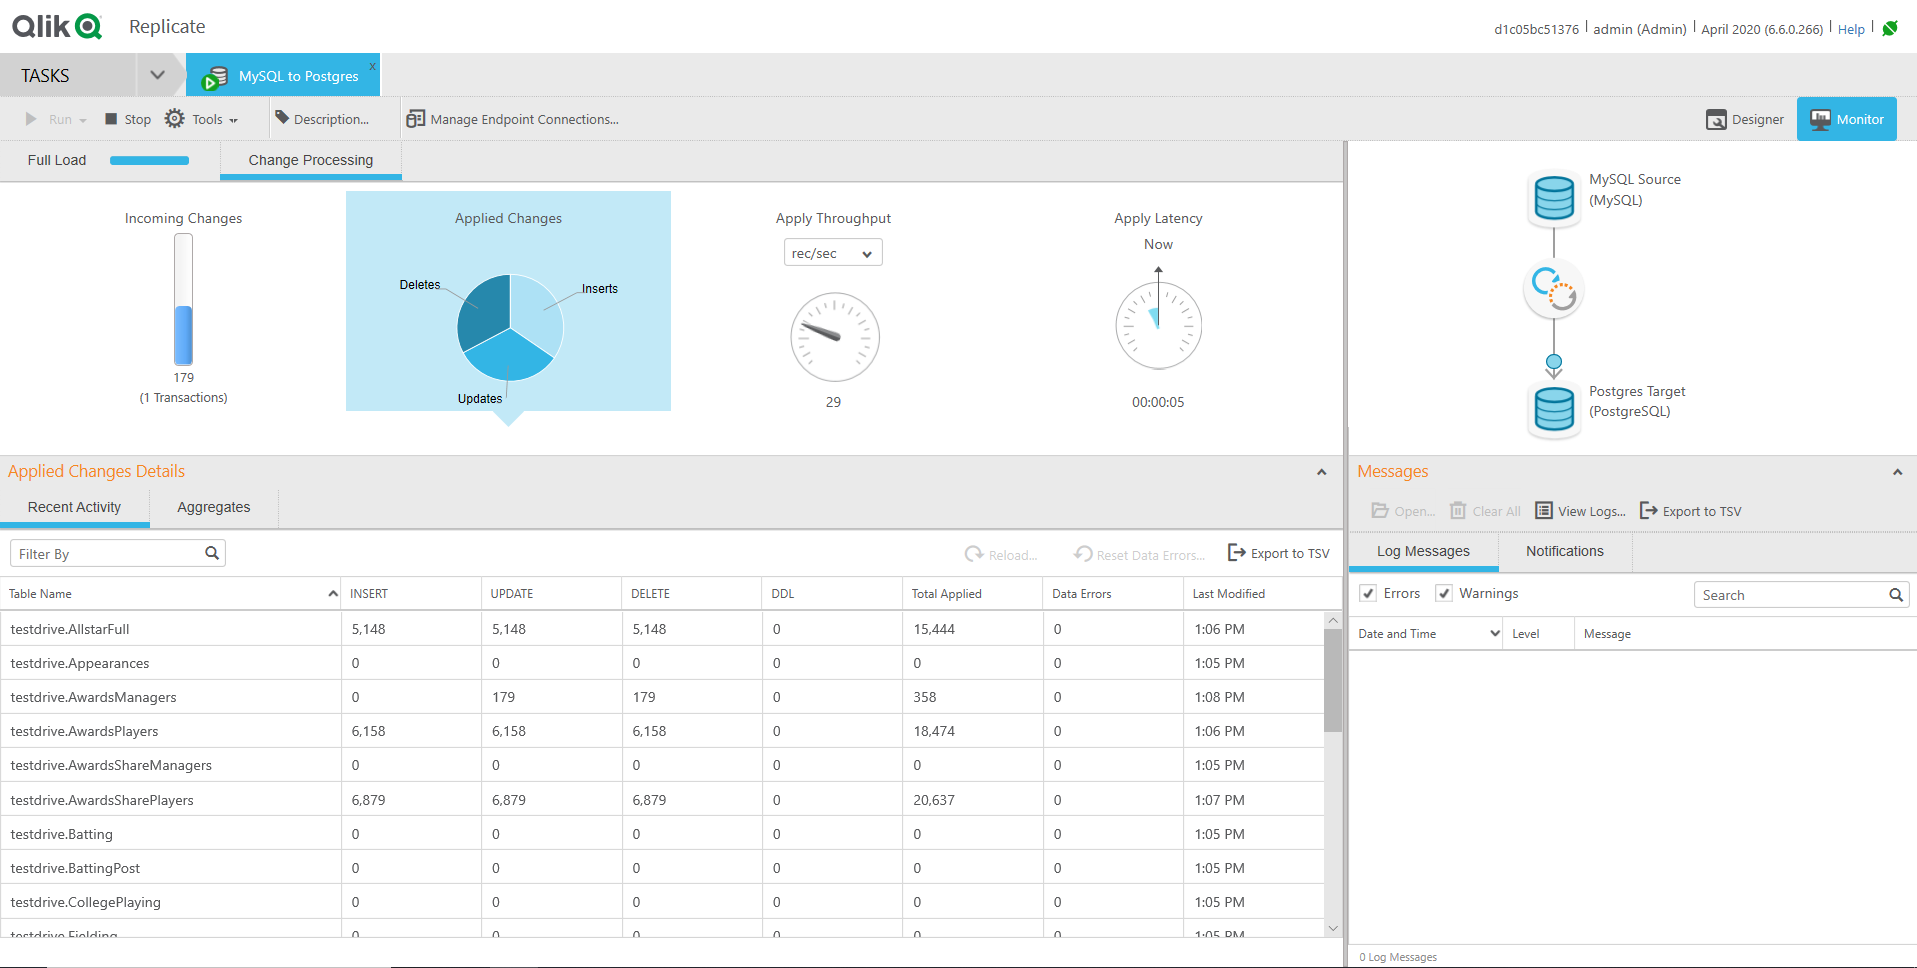 Qlik Replicate
d1c05bc51376 | admin (Admin) | April 2020 (6.6.0.266) | Help |
TASKS MySQL to Postgres x
Run Stop Tools Description... Manage Endpoint Connections... Designer Monitor
Full Load Change Processing
Incoming Changes
179
(1 Transactions)
Applied Changes
Deletes
Inserts
Updates
Apply Throughput
rec/sec
29
Apply Latency
Now
00:00:05
MySQL Source
(MySQL)
Postgres Target
(PostgreSQL)
Applied Changes Details
Recent Activity Aggregates
Filter By Reload... Reset Data Errors... Export to TSV
Table Name INSERT UPDATE DELETE DDL Total Applied Data Errors Last Modified
testdrive.AllstarFull 5,148 5,148 5,148 0 15,444 0 1:06 PM
testdrive.Appearances 0 0 0 0 0 0 1:05 PM
testdrive.AwardsManagers 0 179 179 0 358 0 1:08 PM
testdrive.AwardsPlayers 6,158 6,158 6,158 0 18,474 0 1:06 PM
testdrive.AwardsShareManagers 0 0 0 0 0 0 1:05 PM
testdrive.AwardsSharePlayers 6,879 6,879 6,879 0 20,637 0 1:07 PM
testdrive.Batting 0 0 0 0 0 0 1:05 PM
testdrive.BattingPost 0 0 0 0 0 0 1:05 PM
testdrive.CollegePlaying 0 0 0 0 0 0 1:05 PM
testdrive.Fielding 0 0 0 0 0 0 1:05 PM
Messages
Open... Clear All View Logs... Export to TSV
Log Messages Notifications
Errors Warnings Search
Date and Time Level Message
0 Log Messages